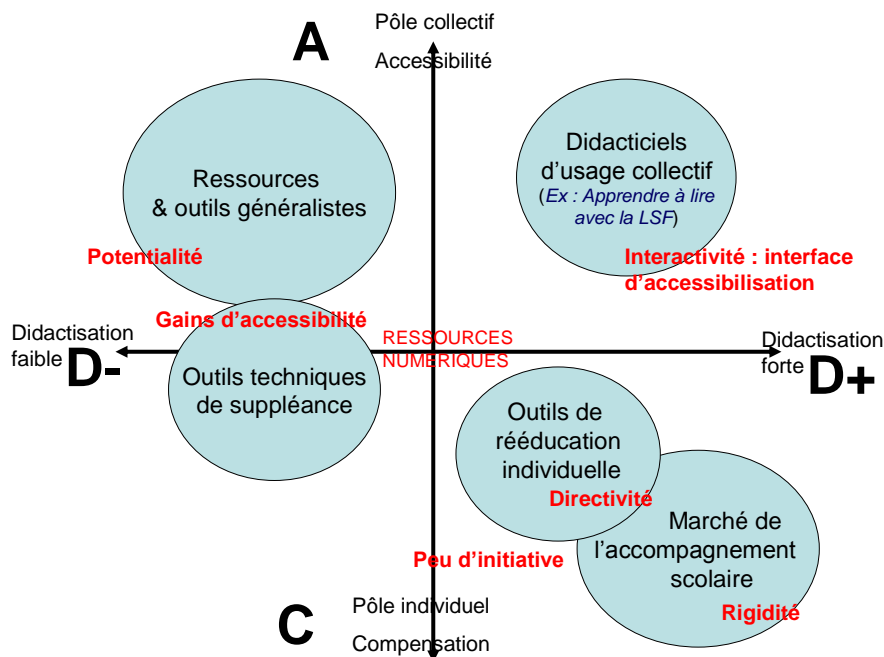 A
Pôle collectif
Accessibilité
Ressources
& outils généralistes
Potentialité
Didacticiels
d'usage collectif
(Ex : Apprendre à lire
avec la LSF)
Interactivité : interface
d'accessibilisation
Gains d'accessibilité
Didactisation
faible
D-
RESSOURCES
NUMERIQUES
Didactisation
forte
D+
Outils techniques
de suppléance
Outils de
rééducation
individuelle
Directivité
Marché de
l'accompagnement
scolaire
Peu d'initiative
Rigidité
C
Pôle individuel
Compensation